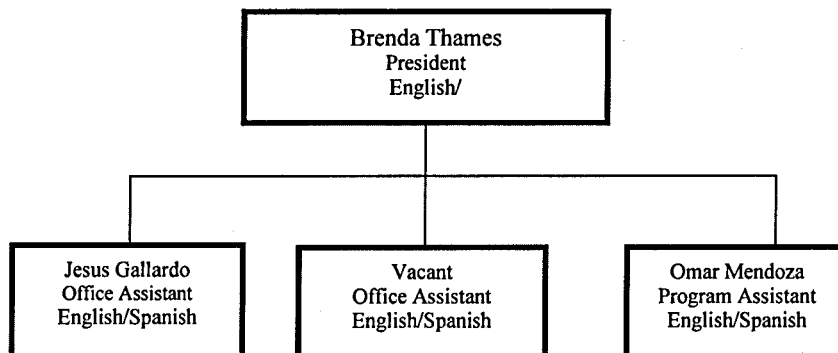 Brenda Thames
President
English/
Jesus Gallardo
Office Assistant
English/Spanish
Vacant
Office Assistant
English/Spanish
Omar Mendoza
Program Assistant
English/Spanish